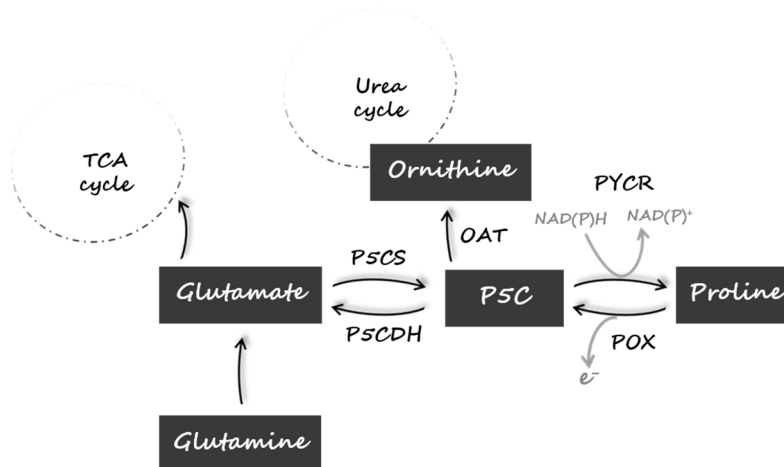 Urea
cycle
TCA
cycle
Ornithine
PYCR
NAD(P)H NAD(P)+
OAT
P5CS
Glutamate
P5C
Proline
P5CDH
POX
e-
Glutamine